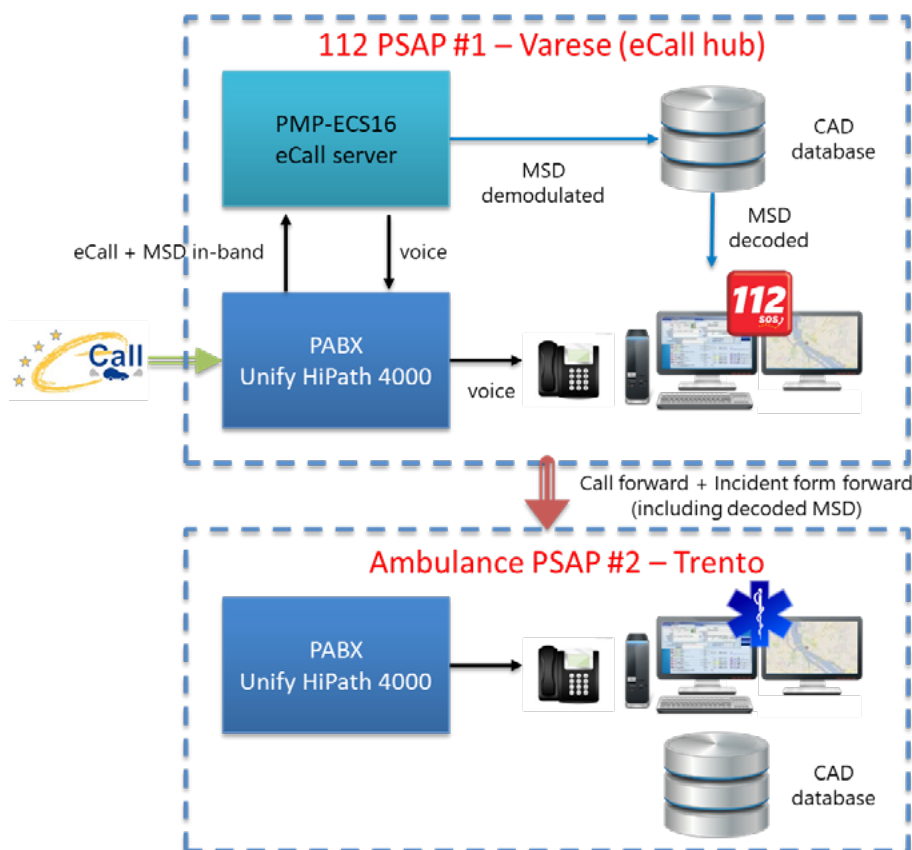 112 PSAP #1 – Varese (eCall hub)
PMP-ECS16
eCall server
CAD
database
MSD
demodulated
MSD
decoded
eCall + MSD in-band
voice
112
SOS
Call
PABX
Unify HiPath 4000
voice
Call forward + Incident form forward
(including decoded MSD)
Ambulance PSAP #2 – Trento
PABX
Unify HiPath 4000
CAD
database